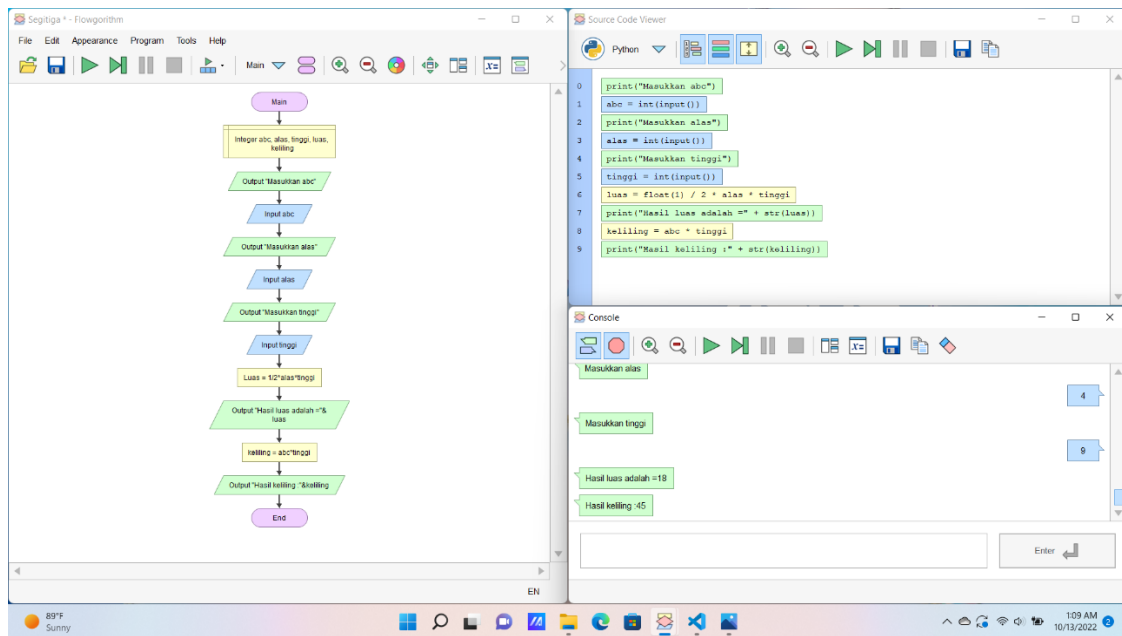 Segitiga * - Flowgorithm
File Edit Appearance Program Tools Help
Main
Main
Integer abc, alas, tinggi, luas,
keliling
Output "Masukkan abc"
Input abc
Output "Masukkan alas"
Input alas
Output "Masukkan tinggi"
Input tinggi
Luas = 1/2*alas*tinggi
Output "Hasil luas adalah ="&
luas
keliling = abc*tinggi
Output "Hasil keliling :"&keliling
End
EN
Source Code Viewer
Python
0 print("Masukkan abc")
1 abc = int(input())
2 print("Masukkan alas")
3 alas = int(input())
4 print("Masukkan tinggi")
5 tinggi = int(input())
6 luas = float(1) / 2 * alas * tinggi
7 print("Hasil luas adalah =" + str(luas))
8 keliling = abc * tinggi
9 print("Hasil keliling :" + str(keliling))
Console
Masukkan alas
4
Masukkan tinggi
9
Hasil luas adalah =18
Hasil keliling :45
Enter
89°F
Sunny
1:09 AM
10/13/2022
2